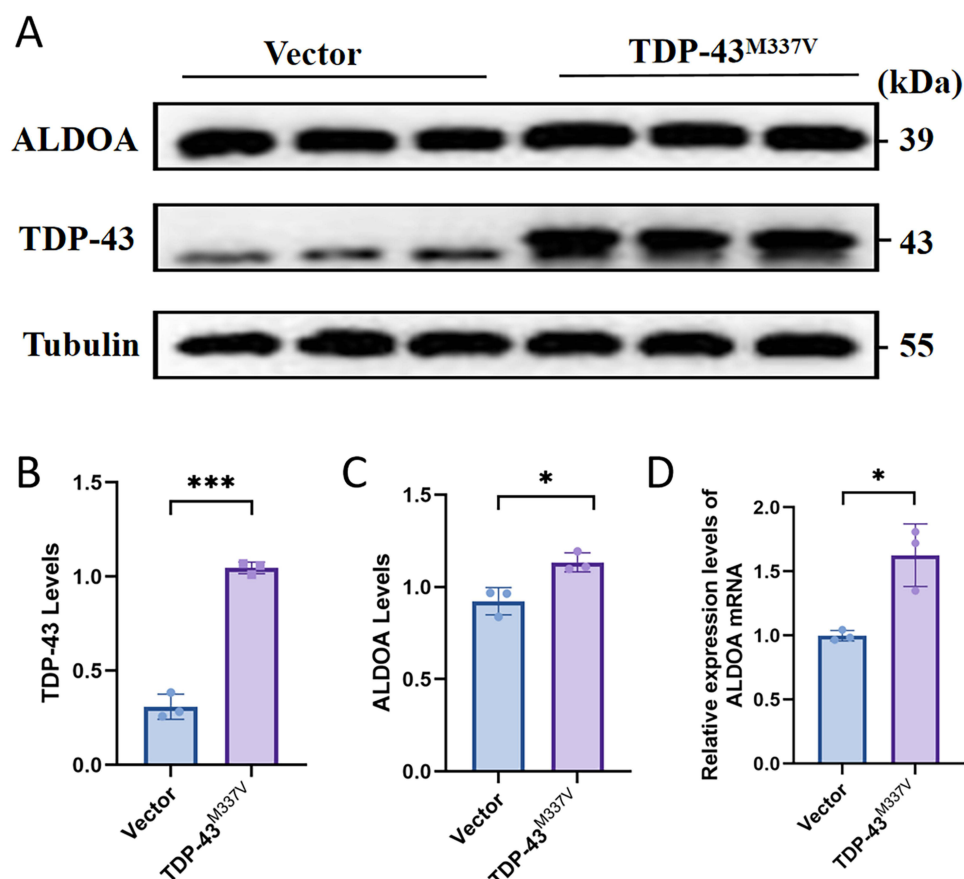 A
Vector
TDP-43M337V
(kDa)
ALDOA
39
TDP-43
43
Tubulin
55
B
***
TDP-43 Levels
1.5
1.0
0.5
0.0
Vector
TDP-43M337V
C
*
ALDOA Levels
1.5
1.0
0.5
0.0
Vector
TDP-43M337V
D
*
Relative expression levels of
ALDOA mRNA
2.0
1.5
1.0
0.5
0.0
Vector
TDP-43M337V